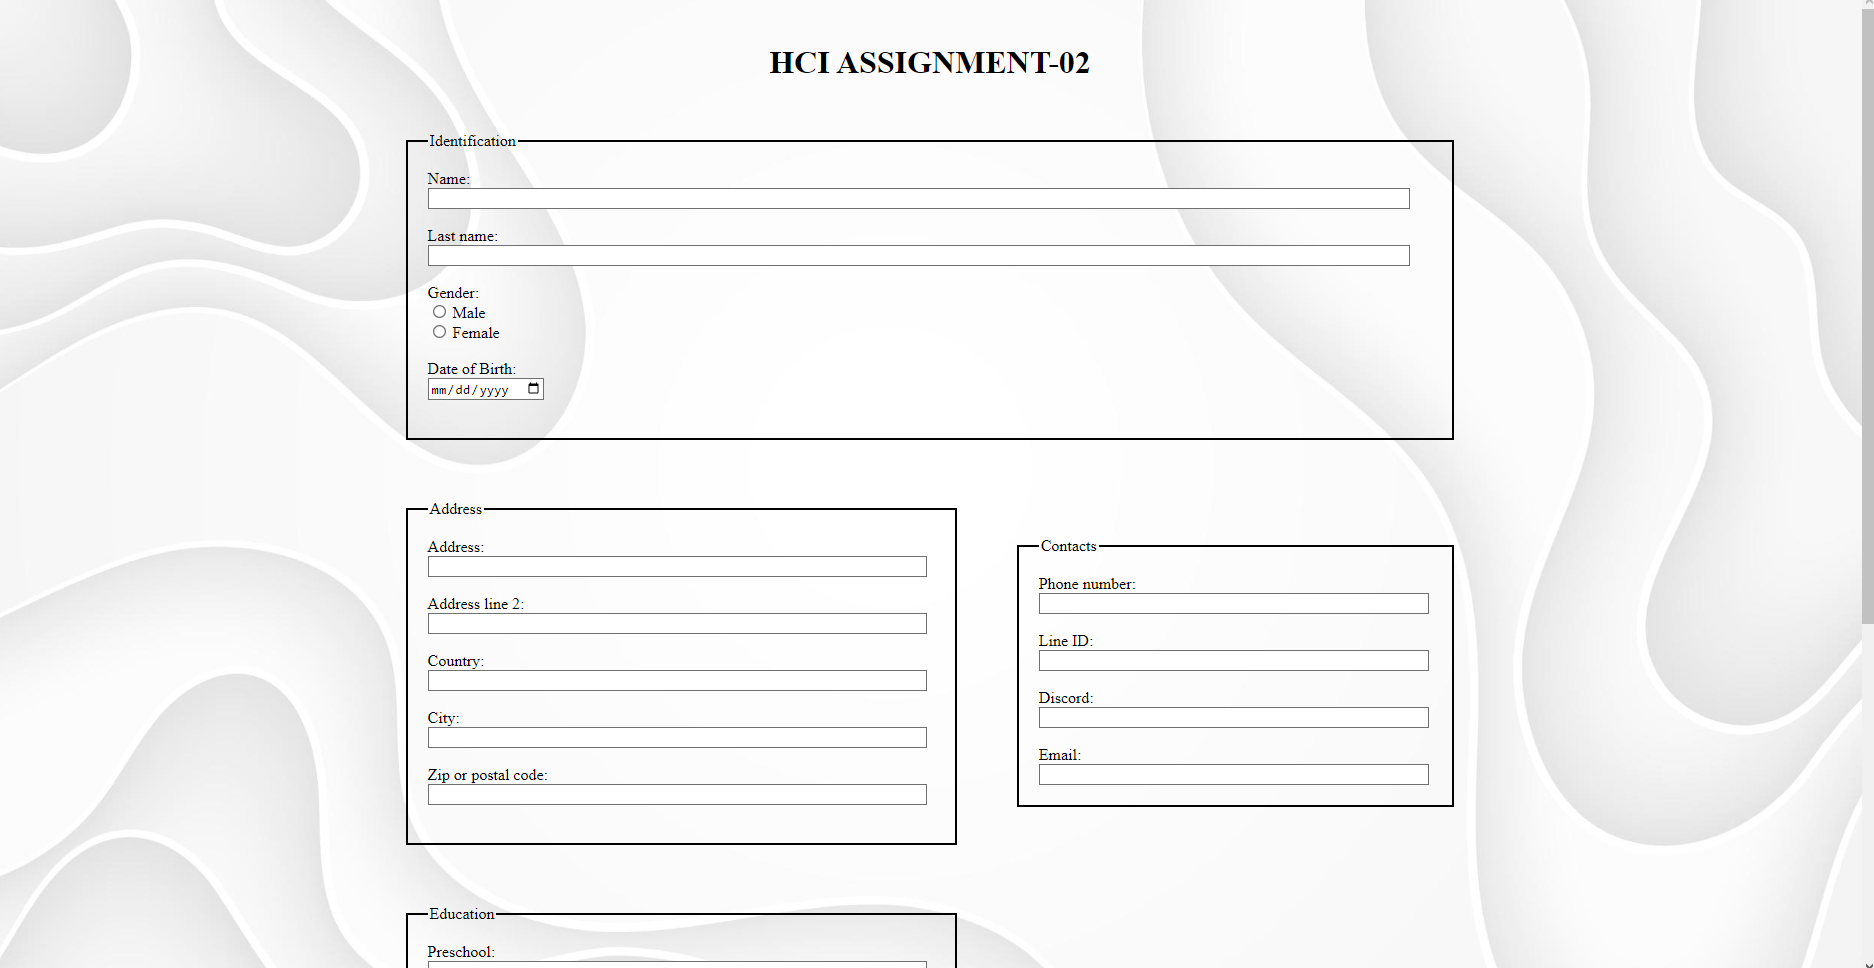 HCI ASSIGNMENT-02
Identification
Name:
Last name:
Gender:
Male
Female
Date of Birth:
mm/dd/yyyy
Address
Address:
Address line 2:
Country:
City:
Zip or postal code:
Contacts
Phone number:
Line ID:
Discord:
Email:
Education
Preschool: